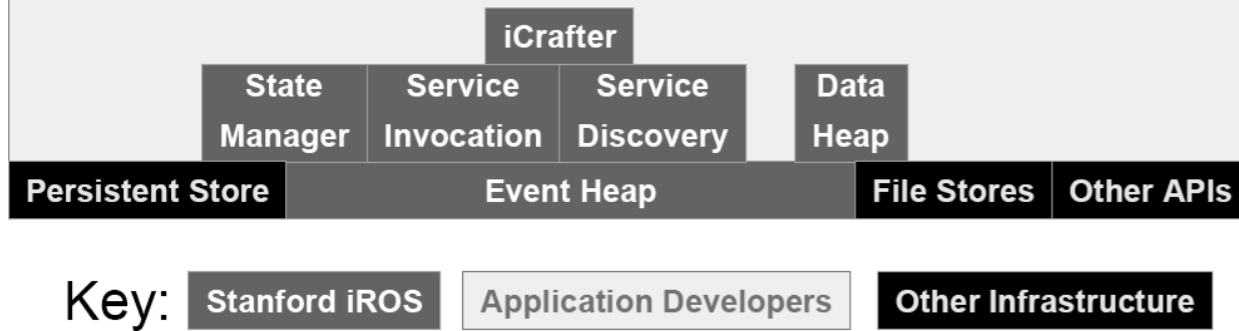 iCrafter
State Manager
Service Invocation
Service Discovery
Data Heap
Persistent Store
Event Heap
File Stores
Other APIs
Key:
Stanford iROS
Application Developers
Other Infrastructure